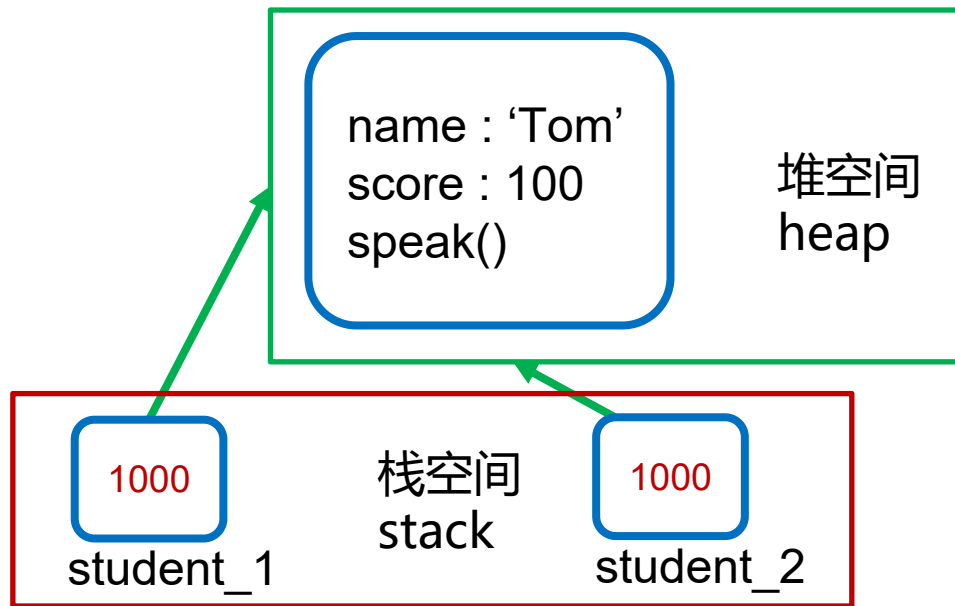 name : ‘Tom’
score : 100
speak()
堆空间
heap
1000
student_1
栈空间
stack
1000
student_2